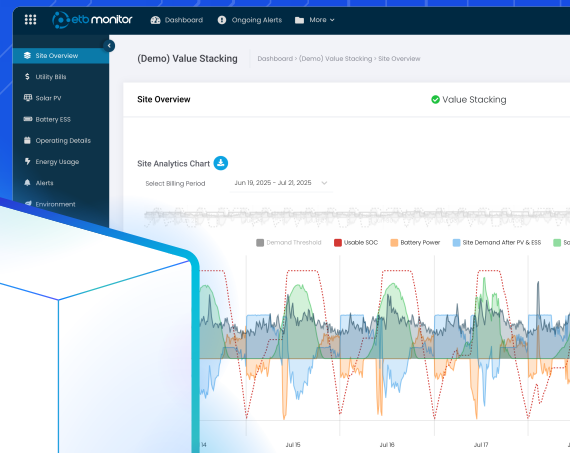 etb monitor
Dashboard
Ongoing Alerts
More
Site Overview
Utility Bills
Solar PV
Battery ESS
Operating Details
Energy Usage
Alerts
Environment
(Demo) Value Stacking
Dashboard > (Demo) Value Stacking > Site Overview
Site Overview
Value Stacking
Site Analytics Chart
Select Billing Period
Jun 19, 2025 - Jul 21, 2025
Demand Threshold
Usable SOC
Battery Power
Site Demand After PV & ESS
So
14
Jul 15
Jul 16
Jul 17